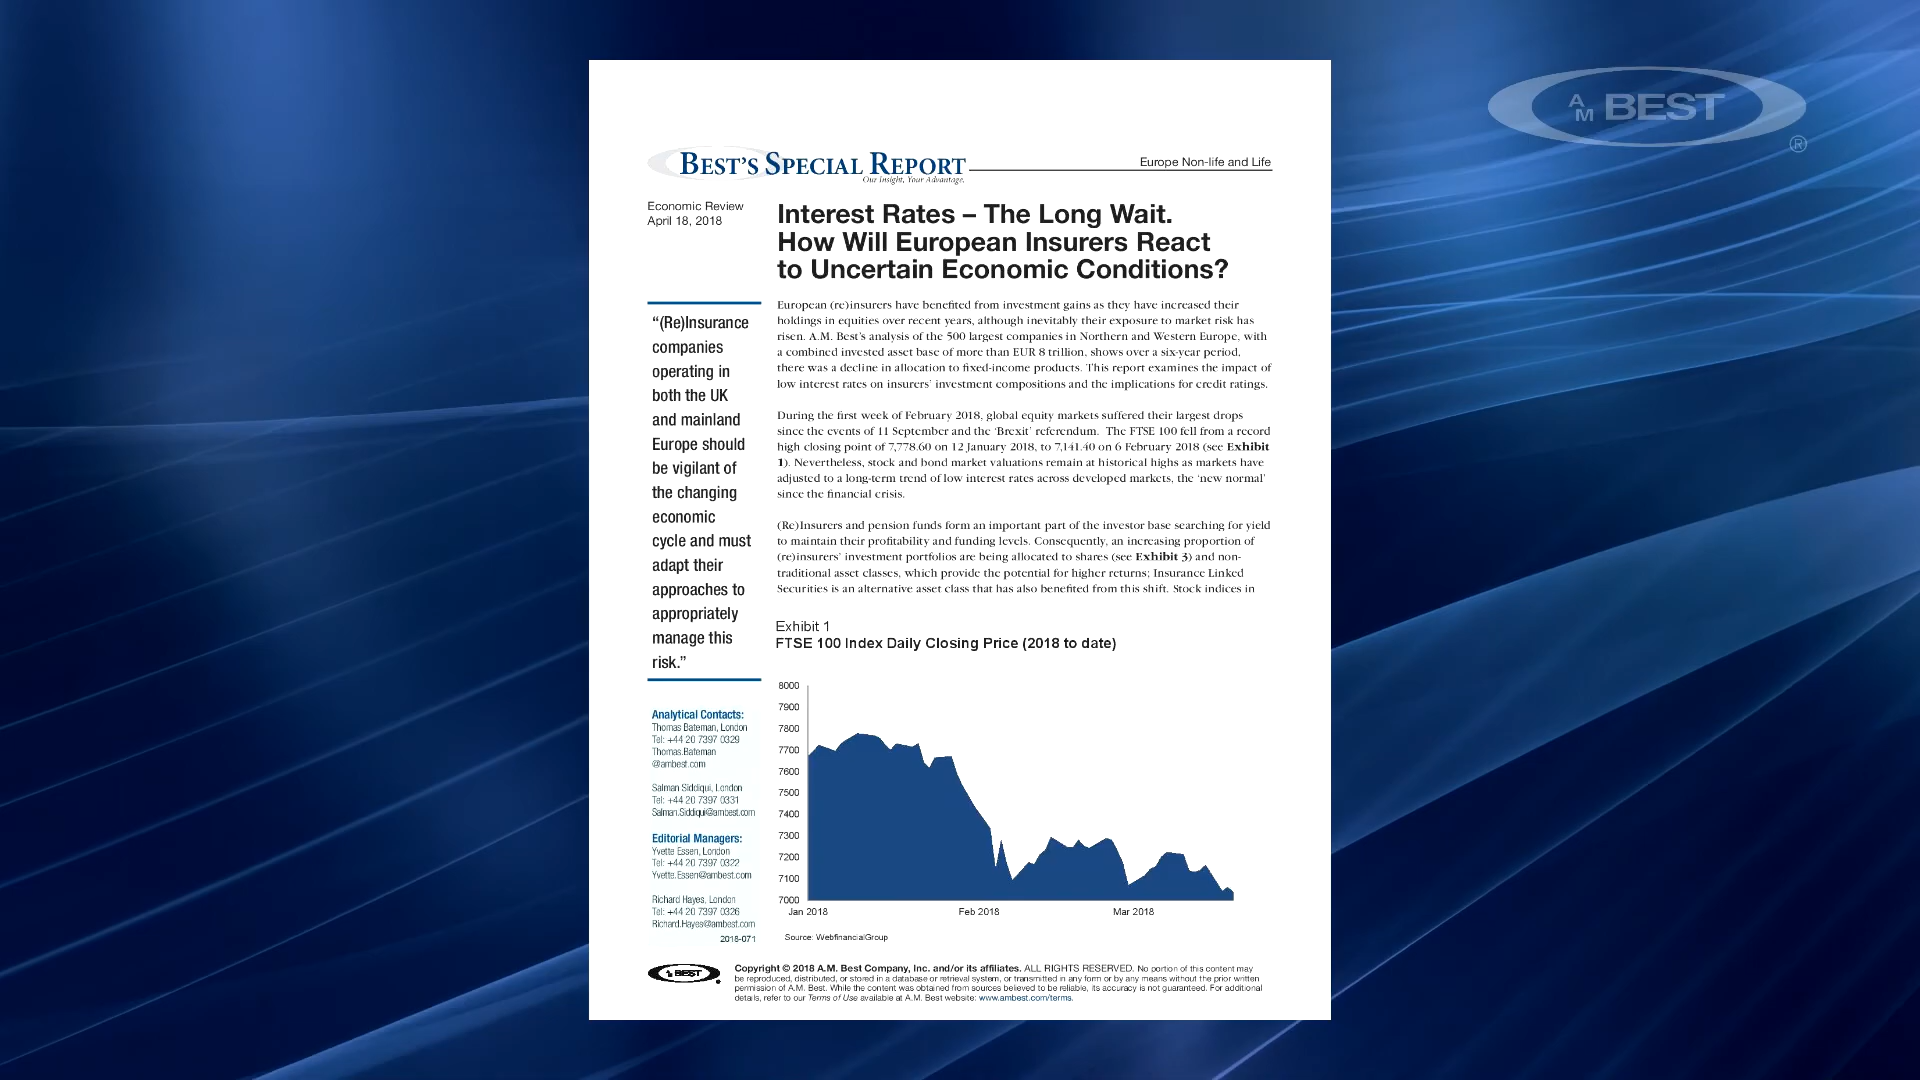 A M BEST ®
BEST'S SPECIAL REPORT
Our Insight, Your Advantage.
Europe Non-life and Life
Economic Review
April 18, 2018
Interest Rates – The Long Wait.
How Will European Insurers React
to Uncertain Economic Conditions?
“(Re)Insurance
companies
operating in
both the UK
and mainland
Europe should
be vigilant of
the changing
economic
cycle and must
adapt their
approaches to
appropriately
manage this
risk.”
Analytical Contacts:
Thomas Bateman, London
Tel: +44 20 7397 0329
Thomas.Bateman
@ambest.com
Salman Siddiqui, London
Tel: +44 20 7397 0331
Salman.Siddiqui@ambest.com
Editorial Managers:
Yvette Essen, London
Tel: +44 20 7397 0322
Yvette.Essen@ambest.com
Richard Hayes, London
Tel: +44 20 7397 0326
Richard.Hayes@ambest.com
2018-071
European (re)insurers have benefited from investment gains as they have increased their
holdings in equities over recent years, although inevitably their exposure to market risk has
risen. A.M. Best’s analysis of the 500 largest companies in Northern and Western Europe, with
a combined invested asset base of more than EUR 8 trillion, shows over a six-year period,
there was a decline in allocation to fixed-income products. This report examines the impact of
low interest rates on insurers’ investment compositions and the implications for credit ratings.
During the first week of February 2018, global equity markets suffered their largest drops
since the events of 11 September and the ‘Brexit’ referendum. The FTSE 100 fell from a record
high closing point of 7,778.60 on 12 January 2018, to 7,141.40 on 6 February 2018 (see Exhibit
1). Nevertheless, stock and bond market valuations remain at historical highs as markets have
adjusted to a long-term trend of low interest rates across developed markets, the ‘new normal’
since the financial crisis.
(Re)Insurers and pension funds form an important part of the investor base searching for yield
to maintain their profitability and funding levels. Consequently, an increasing proportion of
(re)insurers’ investment portfolios are being allocated to shares (see Exhibit 3) and non-
traditional asset classes, which provide the potential for higher returns; Insurance Linked
Securities is an alternative asset class that has also benefited from this shift. Stock indices in
Exhibit 1
FTSE 100 Index Daily Closing Price (2018 to date)
8000
7900
7800
7700
7600
7500
7400
7300
7200
7100
7000
Jan 2018 Feb 2018 Mar 2018
Source: WebfinancialGroup
A M BEST
Copyright © 2018 A.M. Best Company, Inc. and/or its affiliates. ALL RIGHTS RESERVED. No portion of this content may
be reproduced, distributed, or stored in a database or retrieval system, or transmitted in any form or by any means without the prior written
permission of A.M. Best. While the content was obtained from sources believed to be reliable, its accuracy is not guaranteed. For additional
details, refer to our Terms of Use available at A.M. Best website: www.ambest.com/terms.